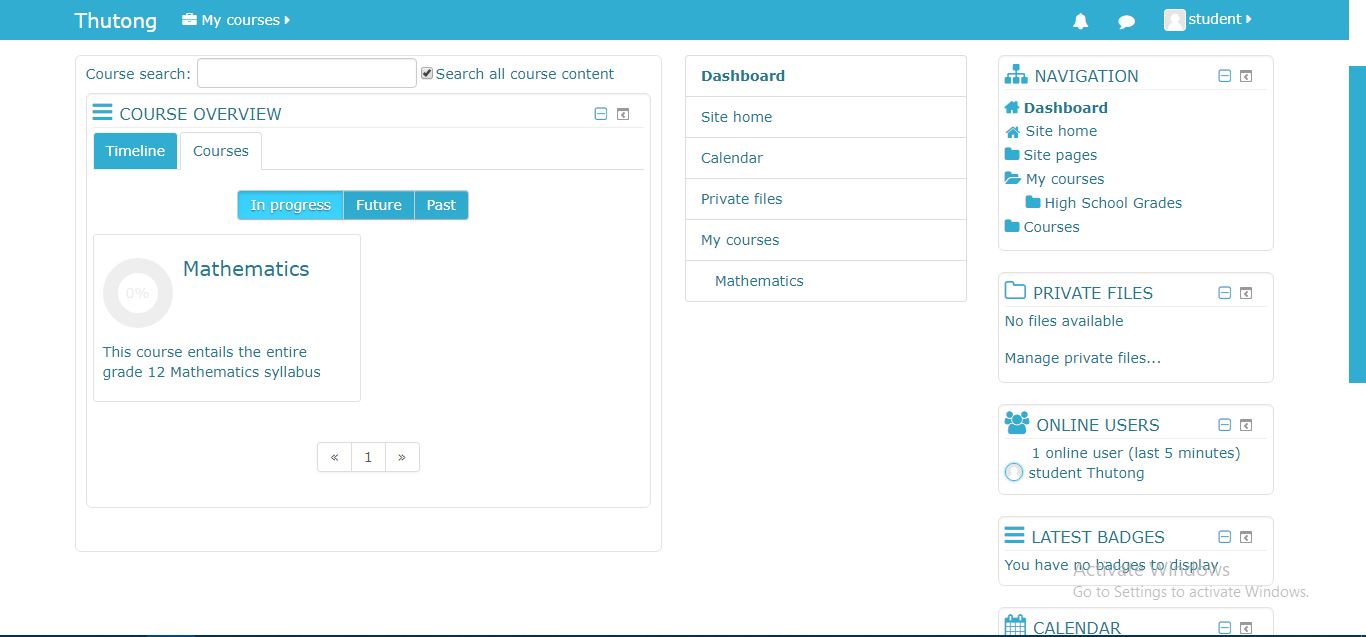 Thutong My courses student
Course search: Search all course content
COURSE OVERVIEW
Timeline Courses
In progress Future Past
0%
Mathematics
This course entails the entire
grade 12 Mathematics syllabus
« 1 »
Dashboard
Site home
Calendar
Private files
My courses
Mathematics
NAVIGATION
Dashboard
Site home
Site pages
My courses
High School Grades
Courses
PRIVATE FILES
No files available
Manage private files...
ONLINE USERS
1 online user (last 5 minutes)
student Thutong
LATEST BADGES
You have no badges to display
Activate Windows
Go to Settings to activate Windows.
CALENDAR